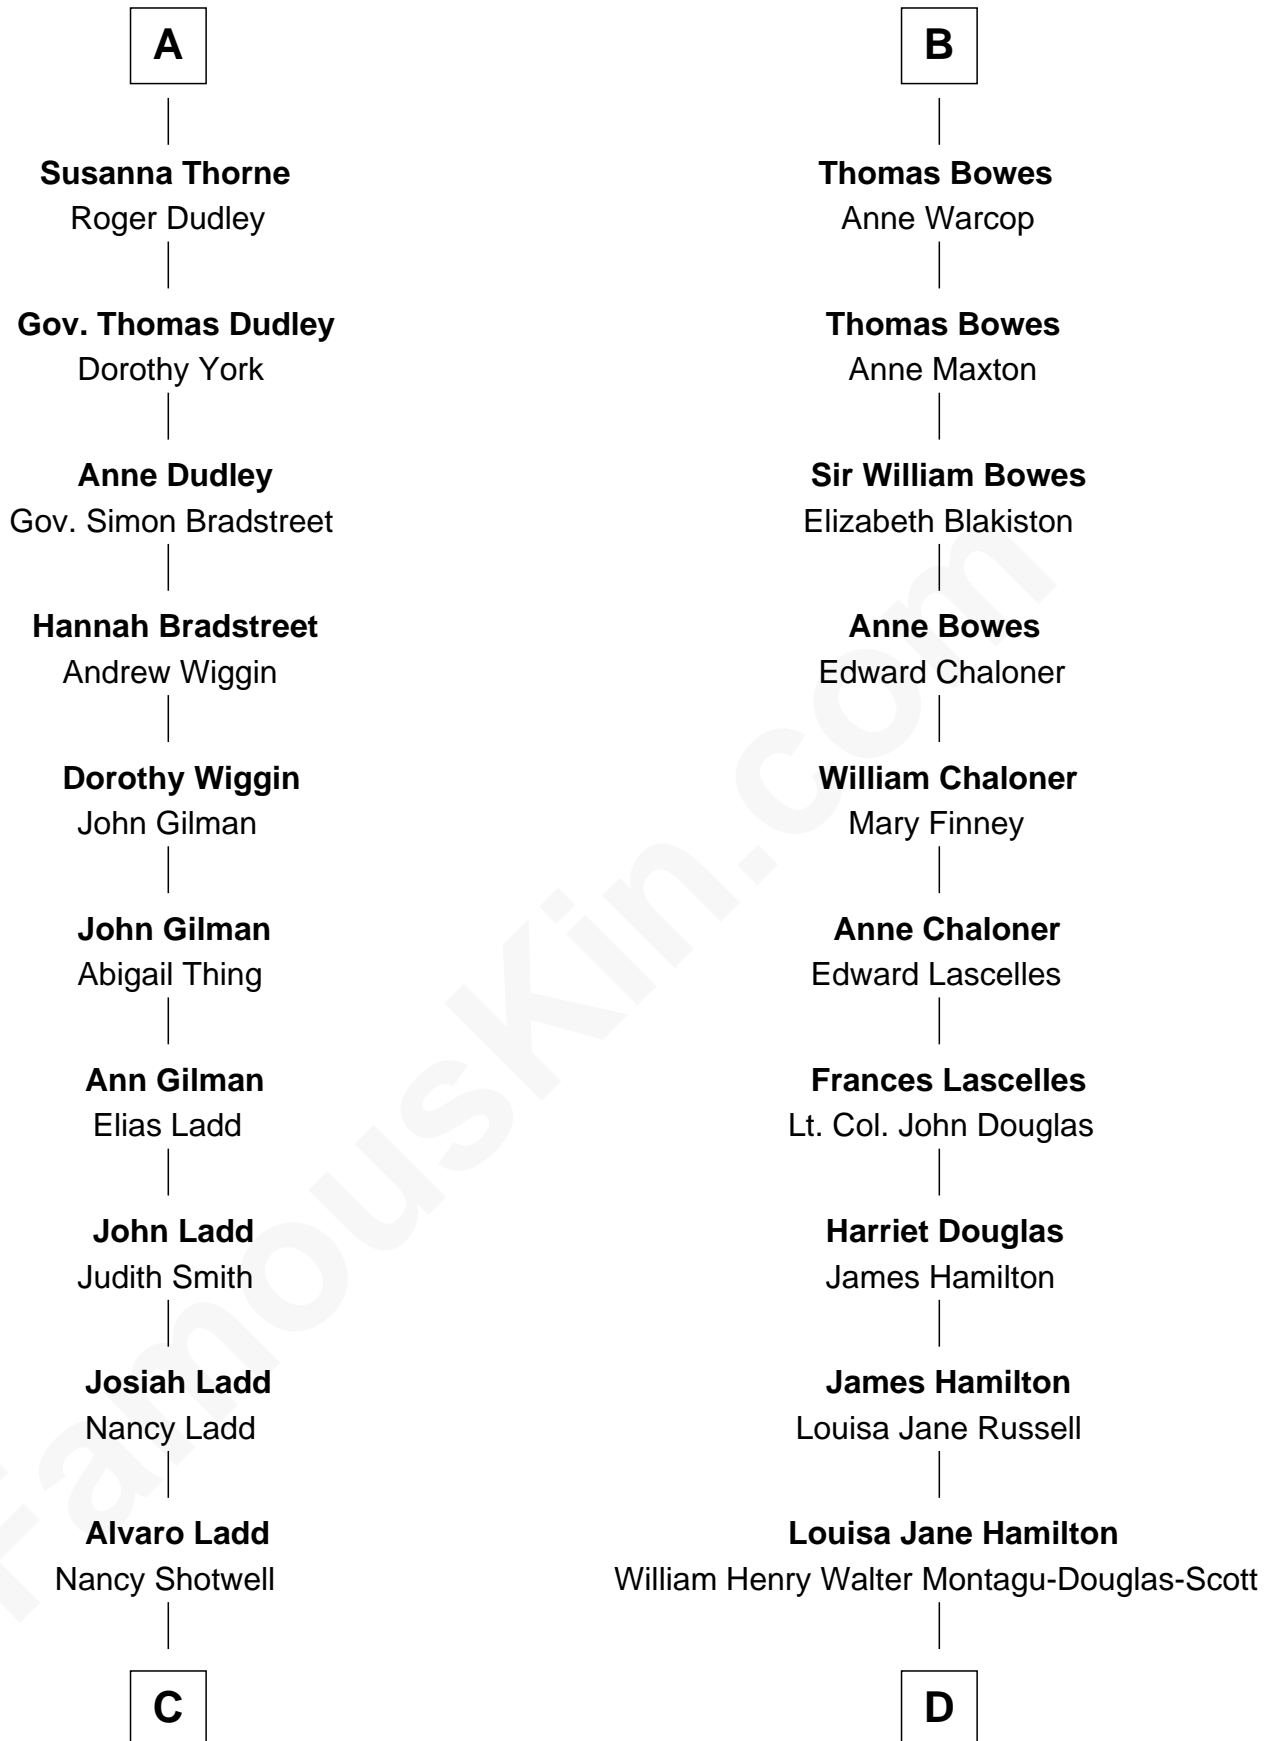 A
Susanna Thorne
Roger Dudley
Gov. Thomas Dudley
Dorothy York
Anne Dudley
Gov. Simon Bradstreet
Hannah Bradstreet
Andrew Wiggin
Dorothy Wiggin
John Gilman
John Gilman
Abigail Thing
Ann Gilman
Elias Ladd
John Ladd
Judith Smith
Josiah Ladd
Nancy Ladd
Alvaro Ladd
Nancy Shotwell
C
B
Thomas Bowes
Anne Warcop
Thomas Bowes
Anne Maxton
Sir William Bowes
Elizabeth Blakiston
Anne Bowes
Edward Chaloner
William Chaloner
Mary Finney
Anne Chaloner
Edward Lascelles
Frances Lascelles
Lt. Col. John Douglas
Harriet Douglas
James Hamilton
James Hamilton
Louisa Jane Russell
Louisa Jane Hamilton
William Henry Walter Montagu-Douglas-Scott
D
FamousKin.com